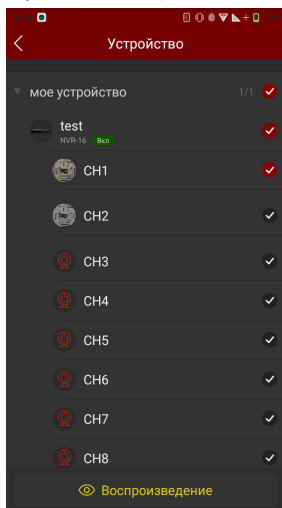 Устройство
мое устройство 1/1
test
NVR-16 Вкл
CH1
CH2
CH3
CH4
CH5
CH6
CH7
CH8
Воспроизведение